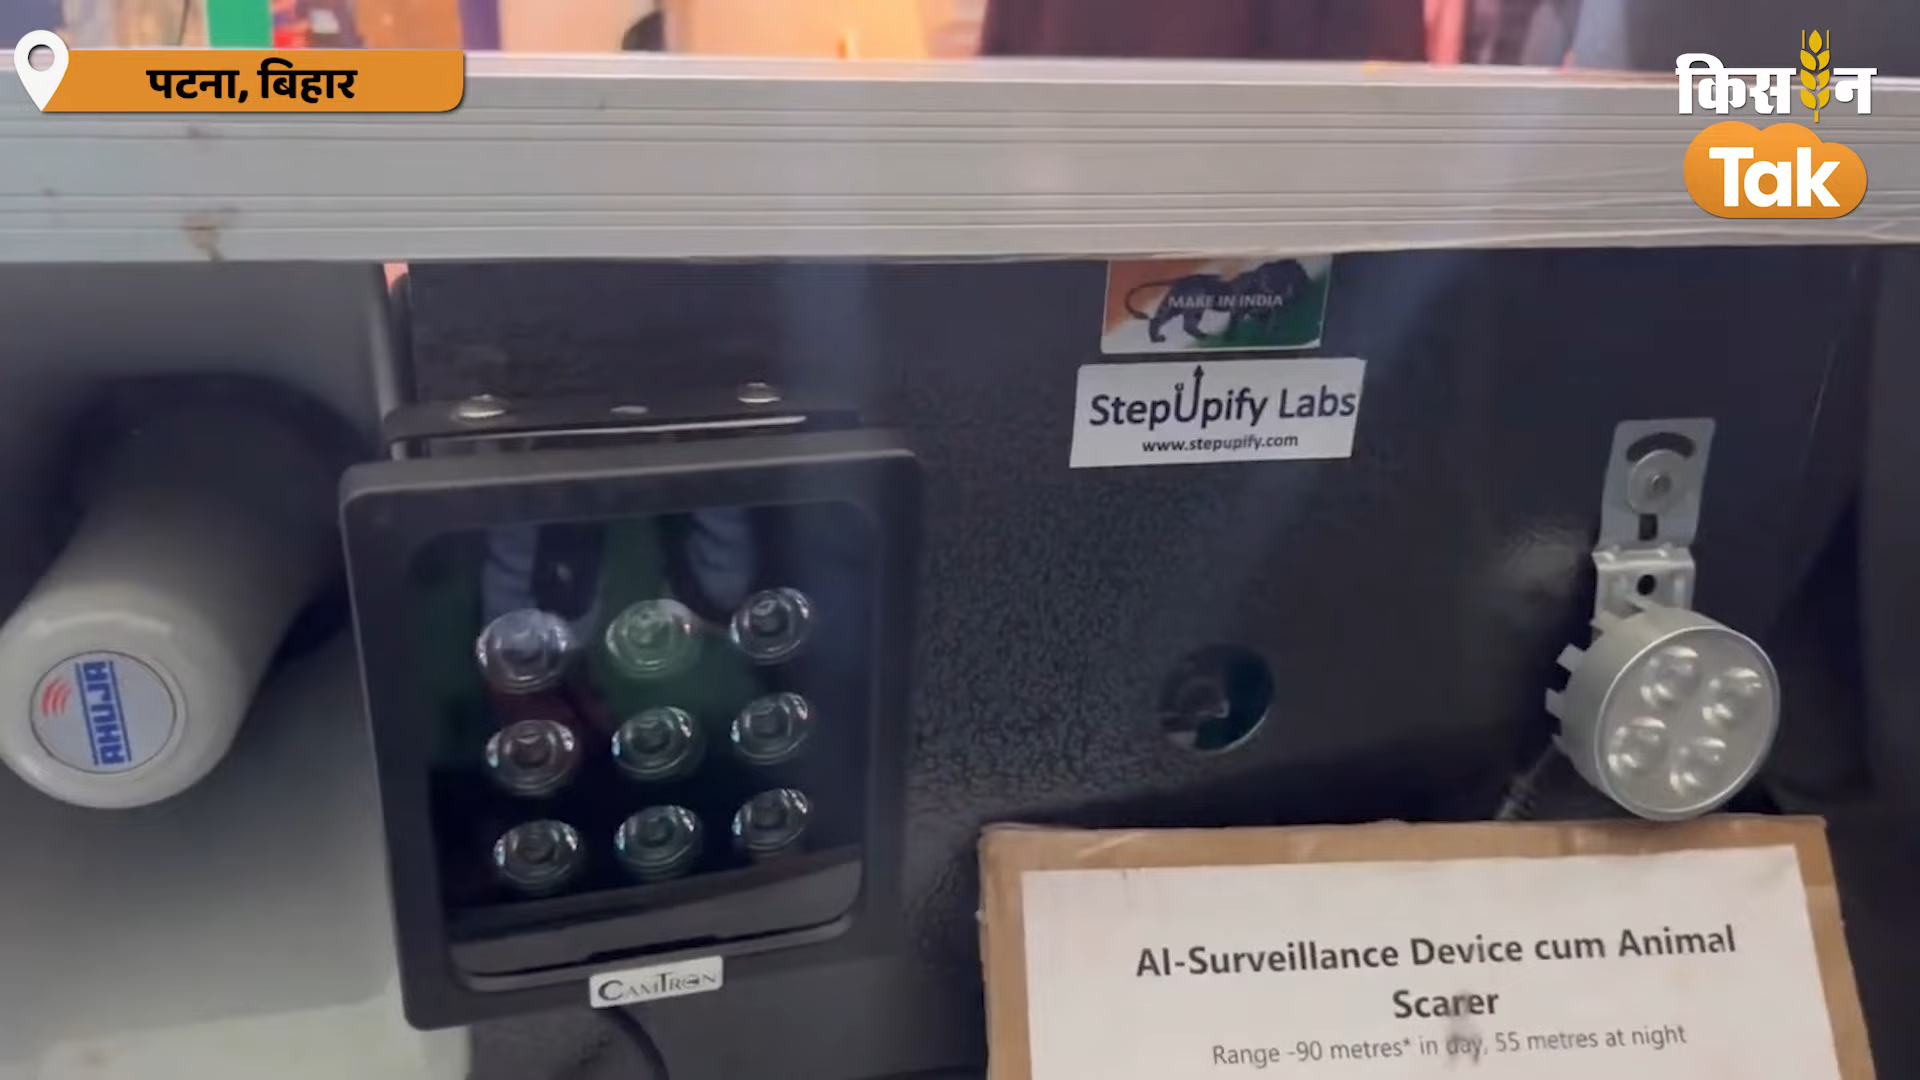 पटना, बिहार
किसान
Tak
MAKE IN INDIA
StepUpify Labs
www.stepupify.com
AHUJA
CAMTRON
AI-Surveillance Device cum Animal
Scarer
Range -90 metres* in day, 55 metres at night